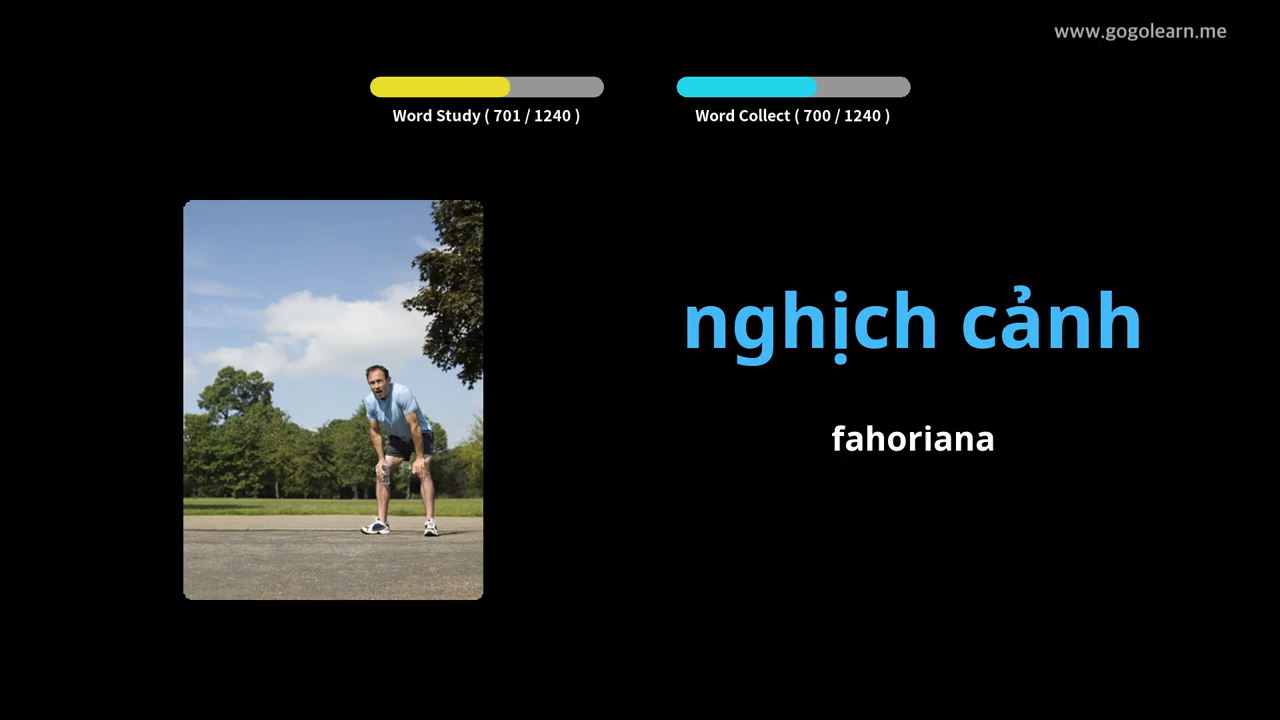 www.gogolearn.me
Word Study ( 701 / 1240 )
Word Collect ( 700 / 1240 )
nghịch cảnh
fahoriana